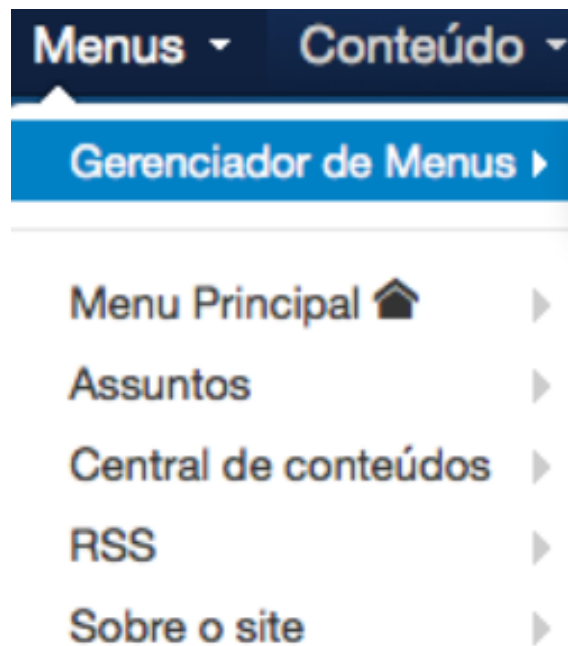 Menus Conteúdo
Gerenciador de Menus
Menu Principal
Assuntos
Central de conteúdos
RSS
Sobre o site